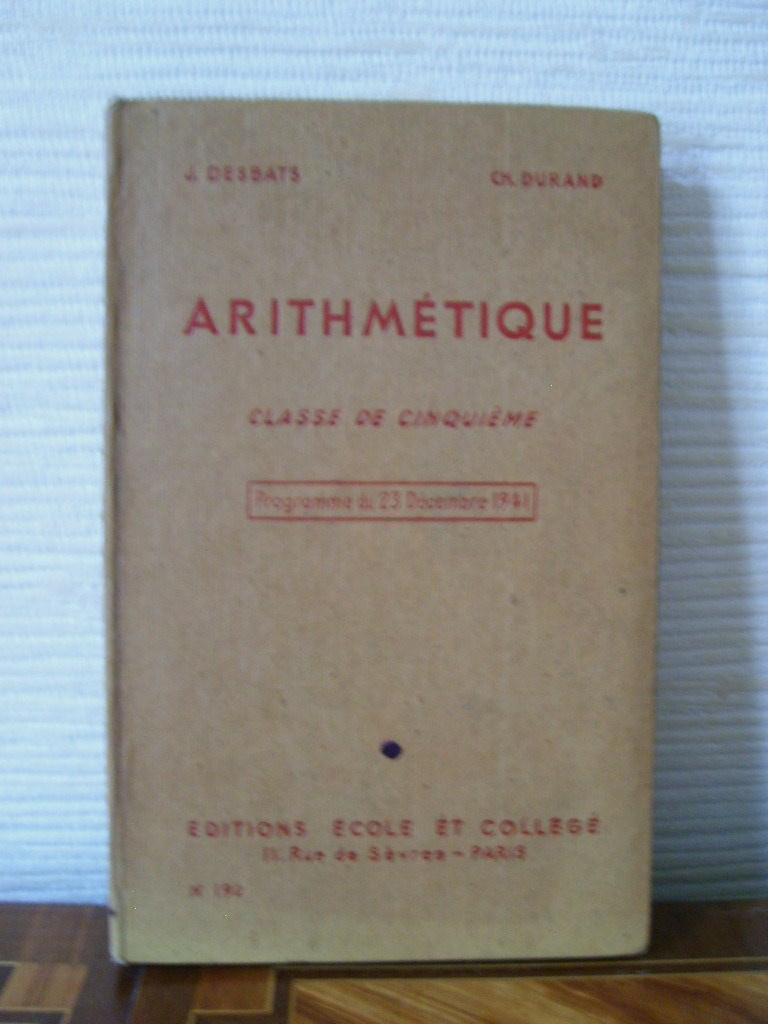 J. DESBATS CH. DURAND
ARITHMÉTIQUE
CLASSE DE CINQUIÈME
Programme du 23 Décembre 1941
EDITIONS ÉCOLE ET COLLÈGE
11, Rue de Sèvres - PARIS
N° 192